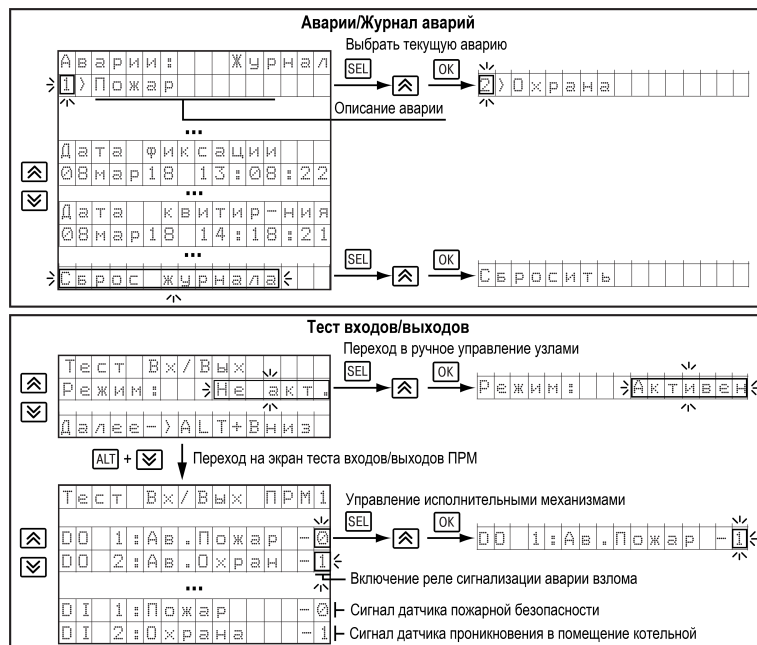 Аварии/Журнал аварий
Выбрать текущую аварию
Аварии: Журнал
SEL
OK
1>Пожар
2>Охрана
Описание аварии
...
Дата фиксации
08мар18 13:08:22
...
Дата квитир-ния
08мар18 14:18:21
...
SEL
OK
Сброс журнала
Сбросить
Тест входов/выходов
Переход в ручное управление узлами
Тест Вх/Вых
SEL
OK
Режим: Не акт.
Режим: Активен
Далее->ALT+Вниз
ALT +
Переход на экран теста входов/выходов ПРМ
Тест Вх/Вых ПРМ1
Управление исполнительными механизмами
SEL
OK
DO 1:Ав.Пожар -0
DO 1:Ав.Пожар -1
DO 2:Ав.Охран -1
Включение реле сигнализации аварии взлома
...
DI 1:Пожар -0
Сигнал датчика пожарной безопасности
DI 2:Охрана -1
Сигнал датчика проникновения в помещение котельной